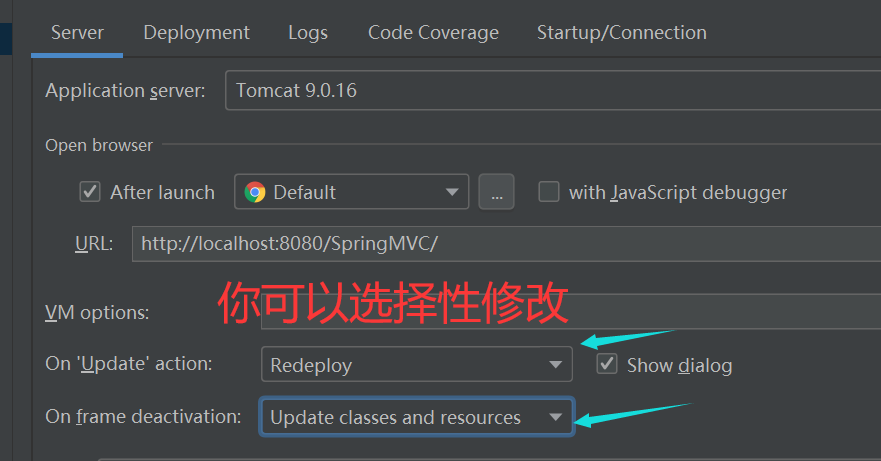 Server Deployment Logs Code Coverage Startup/Connection
Application server: Tomcat 9.0.16
Open browser
After launch Default ... with JavaScript debugger
URL: http://localhost:8080/SpringMVC/
你可以选择性修改
VM options:
On 'Update' action: Redeploy Show dialog
On frame deactivation: Update classes and resources